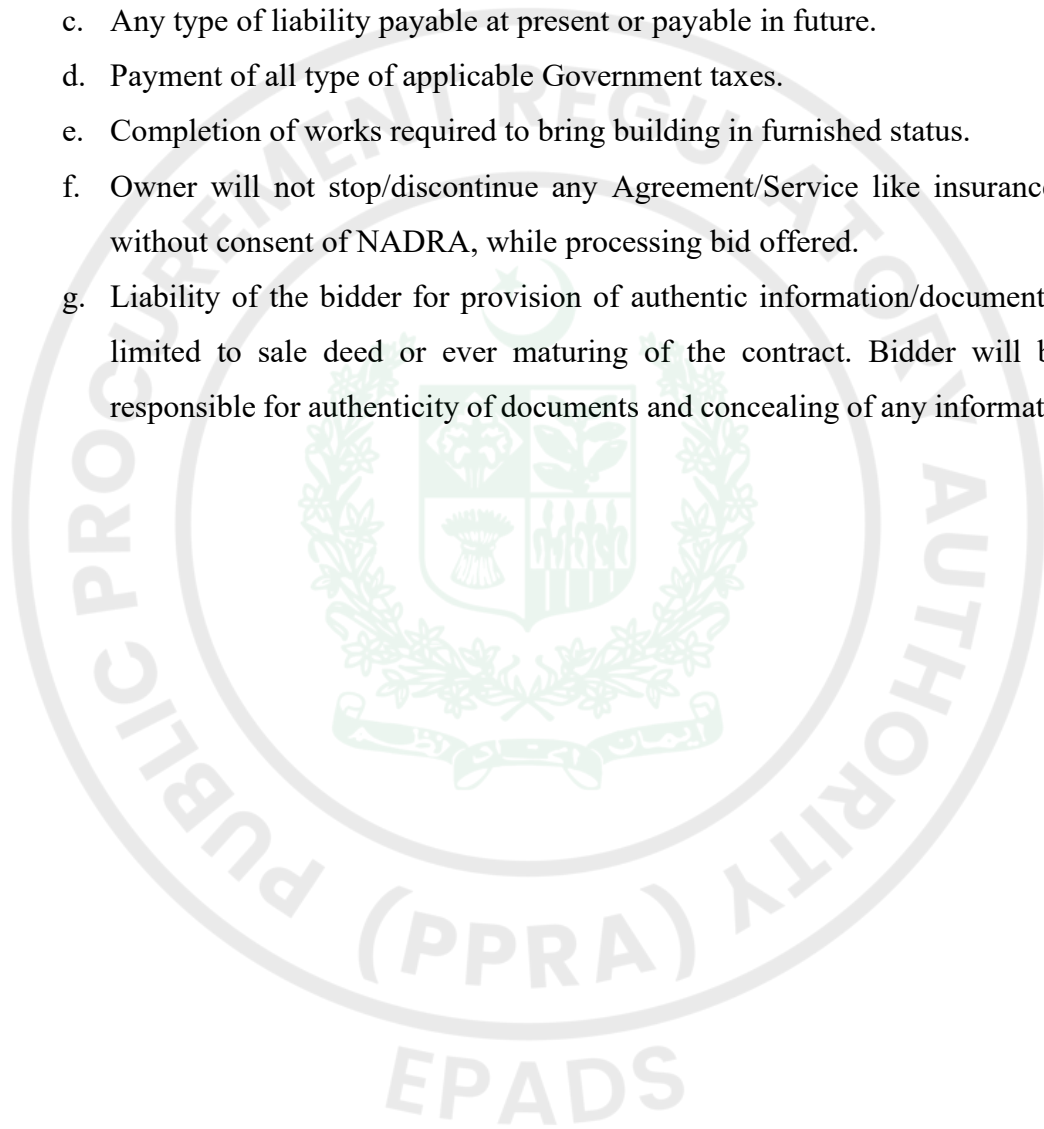 c. Any type of liability payable at present or payable in future.
d. Payment of all type of applicable Government taxes.
e. Completion of works required to bring building in furnished status.
f. Owner will not stop/discontinue any Agreement/Service like insurance
without consent of NADRA, while processing bid offered.
g. Liability of the bidder for provision of authentic information/document
limited to sale deed or ever maturing of the contract. Bidder will
responsible for authenticity of documents and concealing of any
PUBLIC PROCUREMENT REGULATORY AUTHORITY
(PPRA)
EPADS